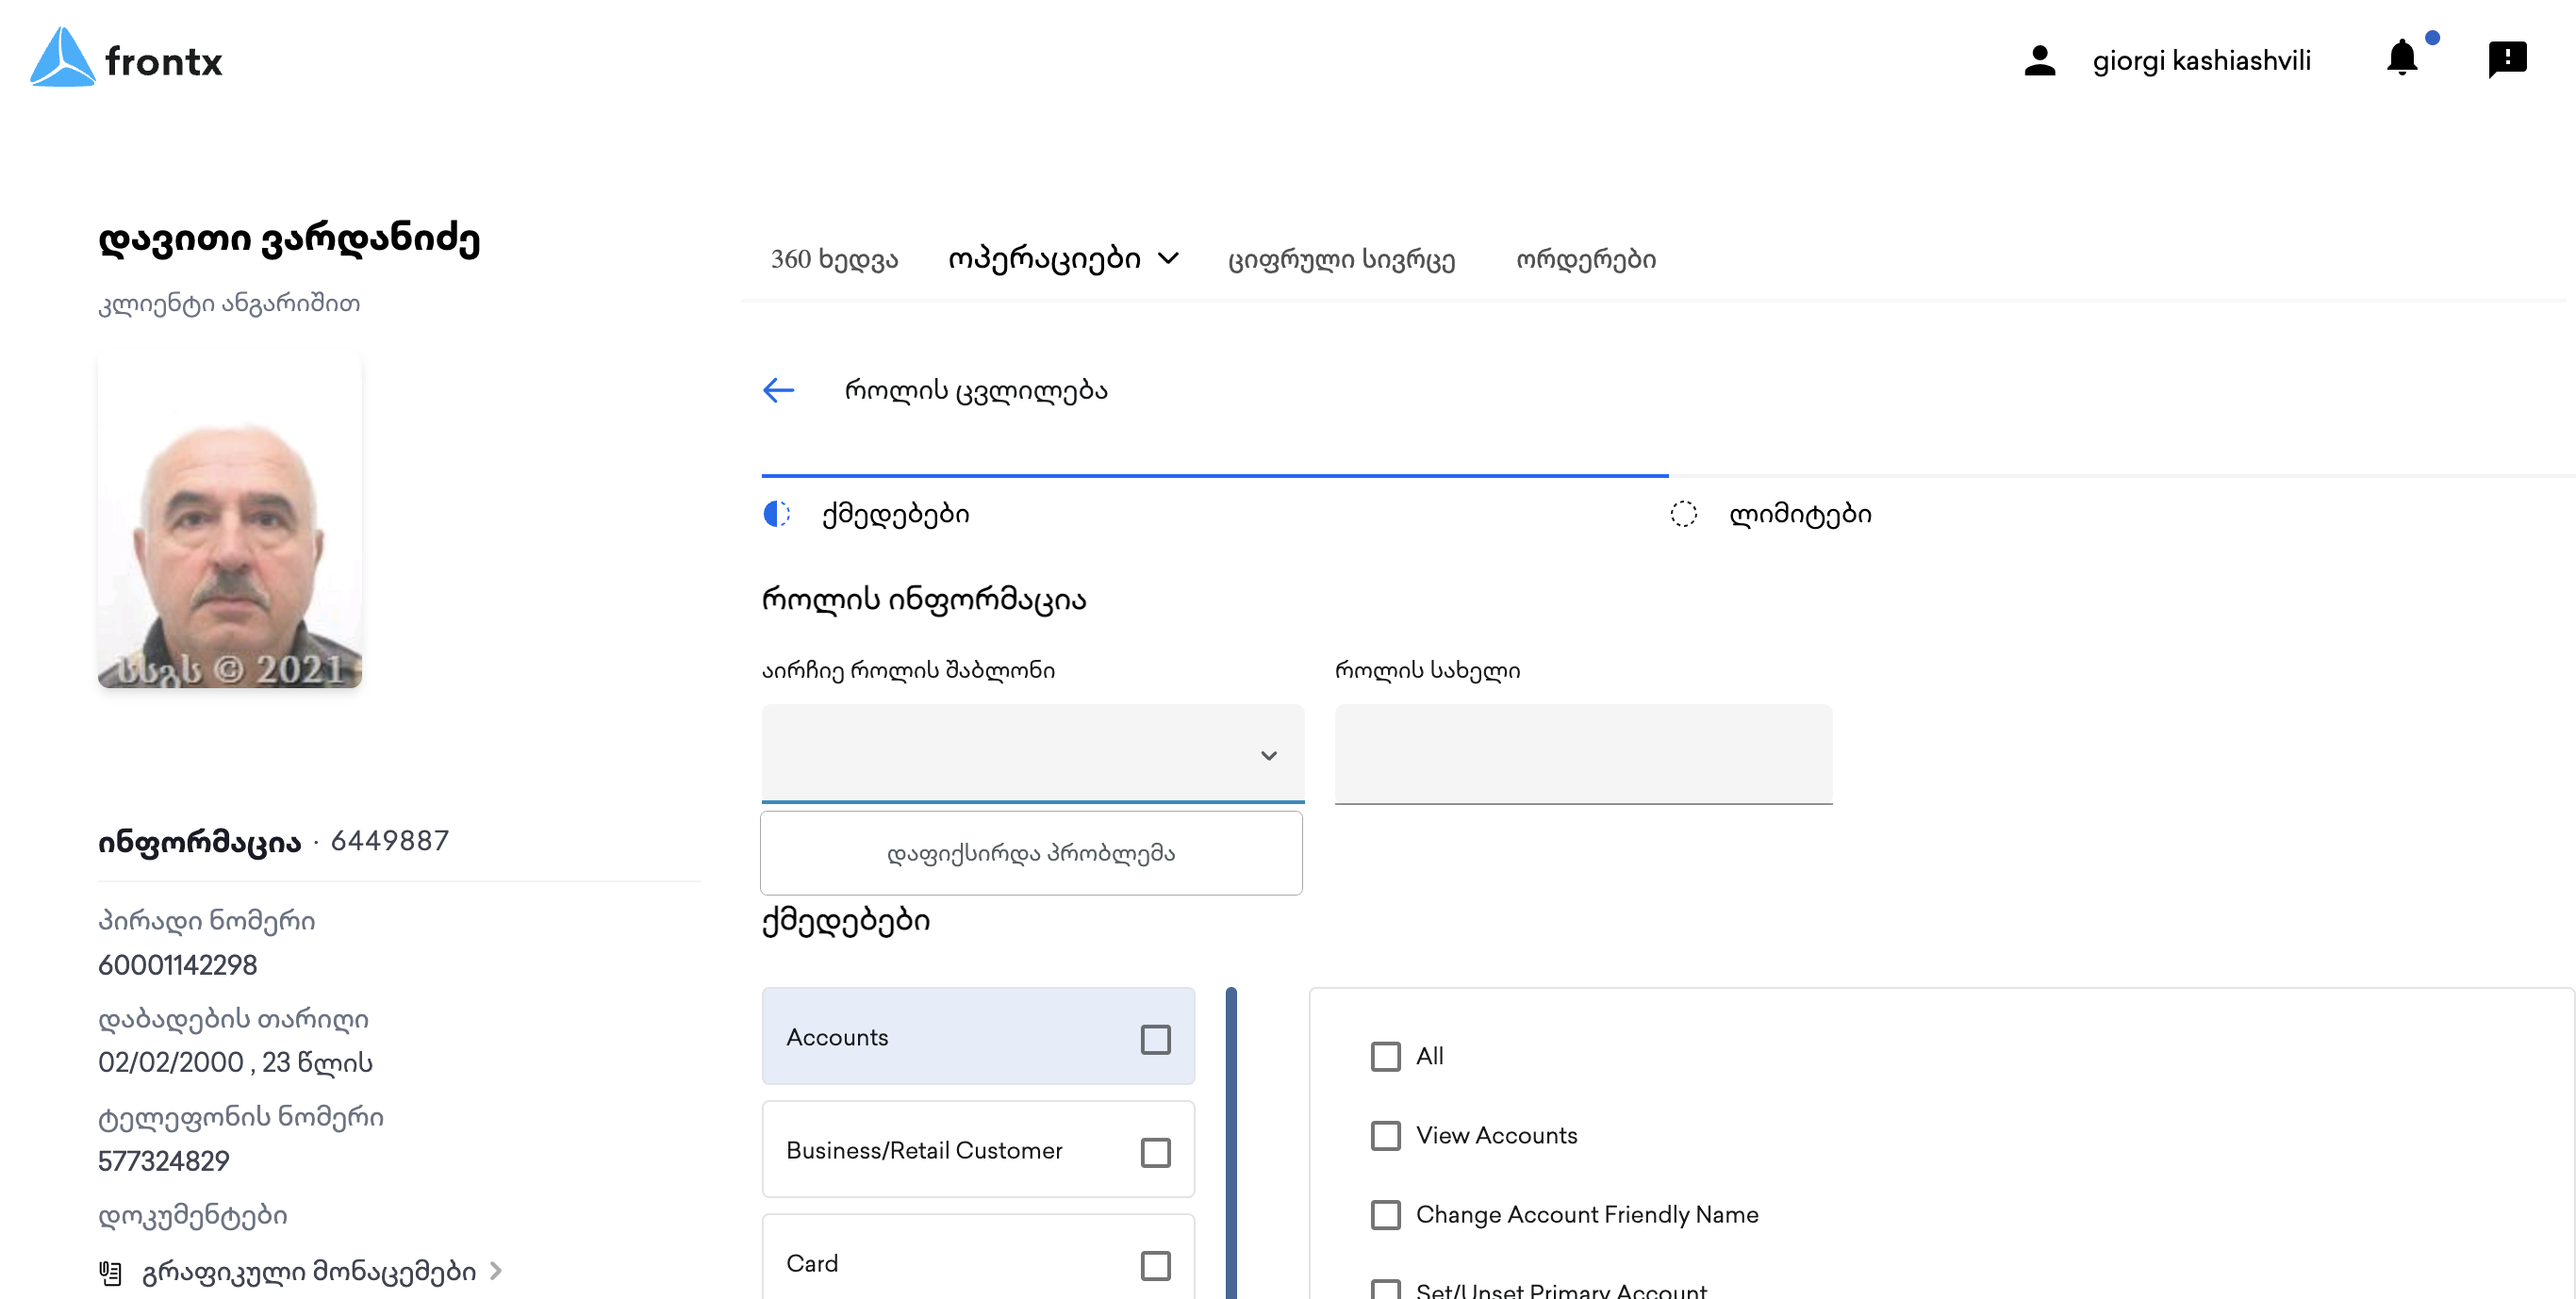 frontx
giorgi kashiashvili
დავითი ვარდანიძე
კლიენტი ანგარიშით
სსგს © 2021
ინფორმაცია · 6449887
პირადი ნომერი
60001142298
დაბადების თარიღი
02/02/2000 , 23 წლის
ტელეფონის ნომერი
577324829
დოკუმენტები
გრაფიკული მონაცემები
360 ხედვა
ოპერაციები
ციფრული სივრცე
ორდერები
როლის ცვლილება
ქმედებები
ლიმიტები
როლის ინფორმაცია
აირჩიე როლის შაბლონი
როლის სახელი
დაფიქსირდა პრობლემა
ქმედებები
Accounts
Business/Retail Customer
Card
All
View Accounts
Change Account Friendly Name
Set/Unset Primary Account